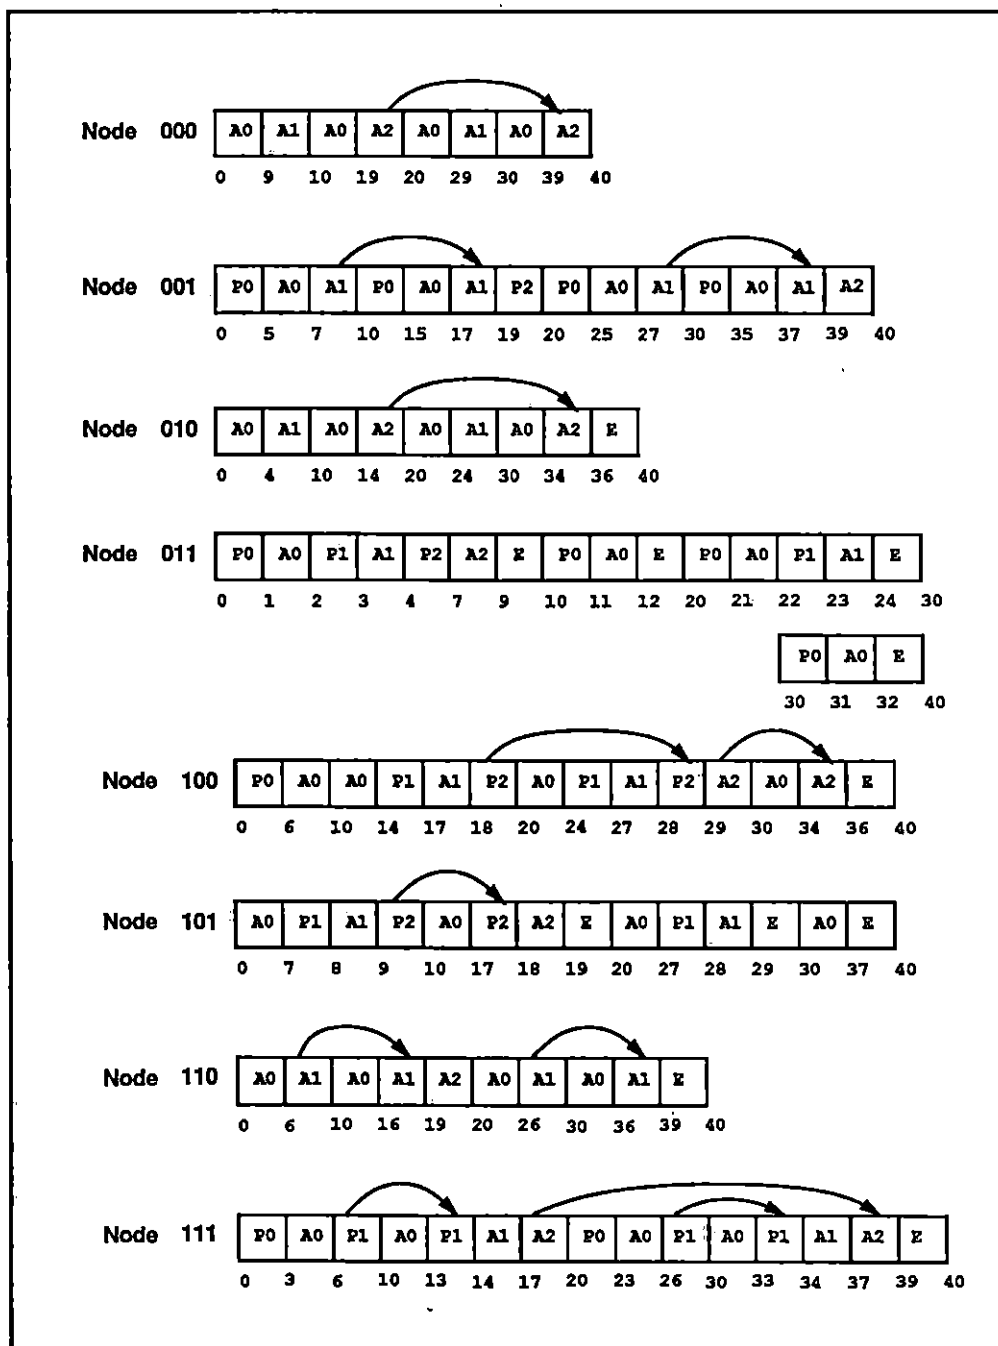 Node 000 A0 A1 A0 A2 A0 A1 A0 A2
0 9 10 19 20 29 30 39 40
Node 001 P0 A0 A1 P0 A0 A1 P2 P0 A0 A1 P0 A0 A1 A2
0 5 7 10 15 17 19 20 25 27 30 35 37 39 40
Node 010 A0 A1 A0 A2 A0 A1 A0 A2 E
0 4 10 14 20 24 30 34 36 40
Node 011 P0 A0 P1 A1 P2 A2 E P0 A0 E P0 A0 P1 A1 E
0 1 2 3 4 7 9 10 11 12 20 21 22 23 24 30
P0 A0 E
30 31 32 40
Node 100 P0 A0 A0 P1 A1 P2 A0 P1 A1 P2 A2 A0 A2 E
0 6 10 14 17 18 20 24 27 28 29 30 34 36 40
Node 101 A0 P1 A1 P2 A0 P2 A2 E A0 P1 A1 E A0 E
0 7 8 9 10 17 18 19 20 27 28 29 30 37 40
Node 110 A0 A1 A0 A1 A2 A0 A1 A0 A1 E
0 6 10 16 19 20 26 30 36 39 40
Node 111 P0 A0 P1 A0 P1 A1 A2 P0 A0 P1 A0 P1 A1 A2 E
0 3 6 10 13 14 17 20 23 26 30 33 34 37 39 40